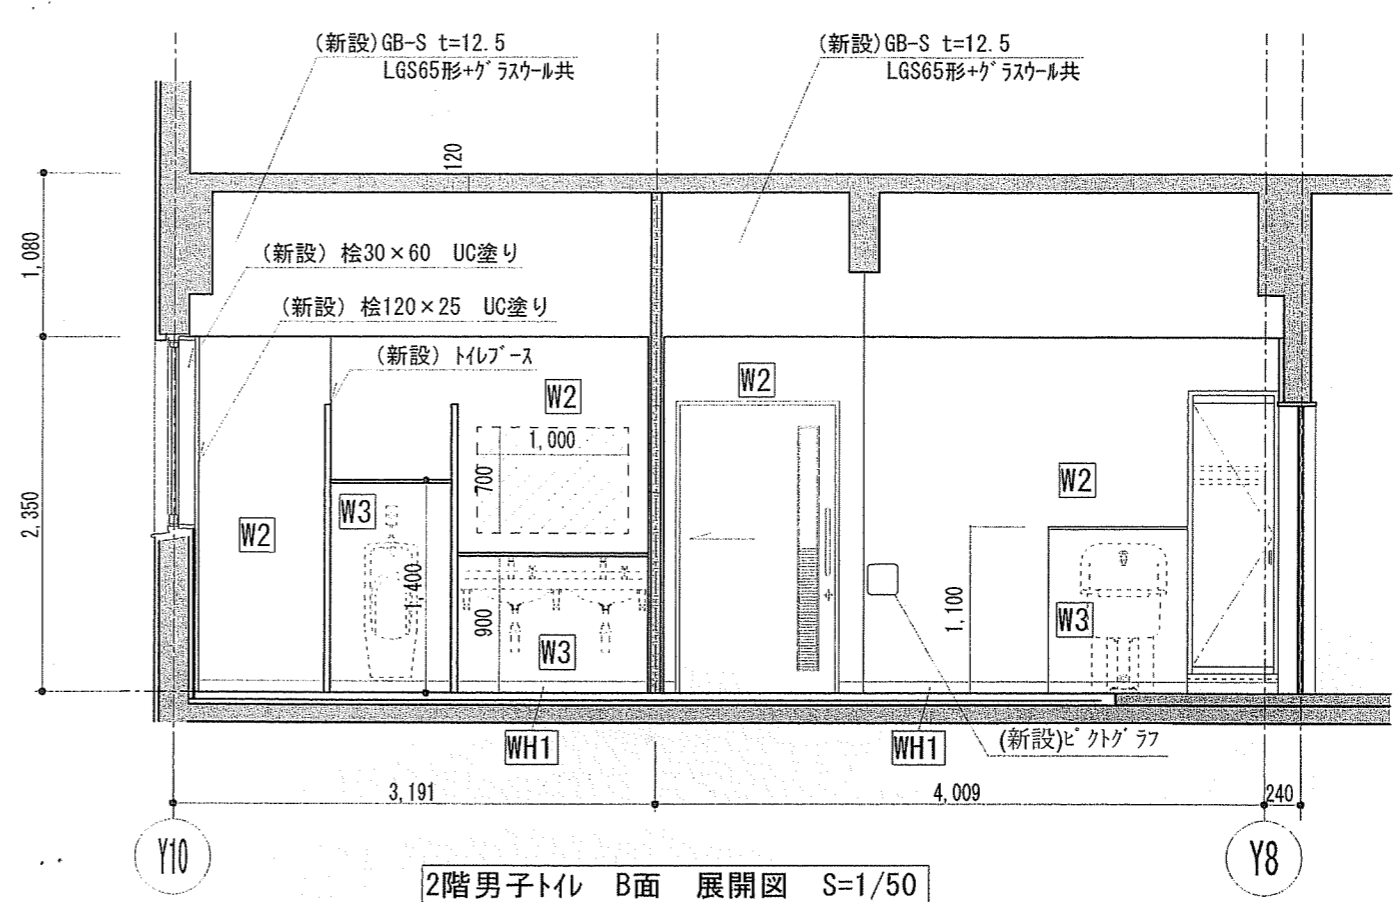 (新設)GB-S t=12.5
LGS65形+グラスウール共
(新設)GB-S t=12.5
LGS65形+グラスウール共
120
1,080
(新設) 桧30×60 UC塗り
(新設) 桧120×25 UC塗り
(新設) トイレブース
W2
W2
1,000
700
W3
W2
W2
2,350
1,400
900
W3
1,100
W3
WH1
WH1
(新設)ピクトグラフ
3,191
4,009
240
Y10
Y8
2階男子トイレ B面 展開図 S=1/50